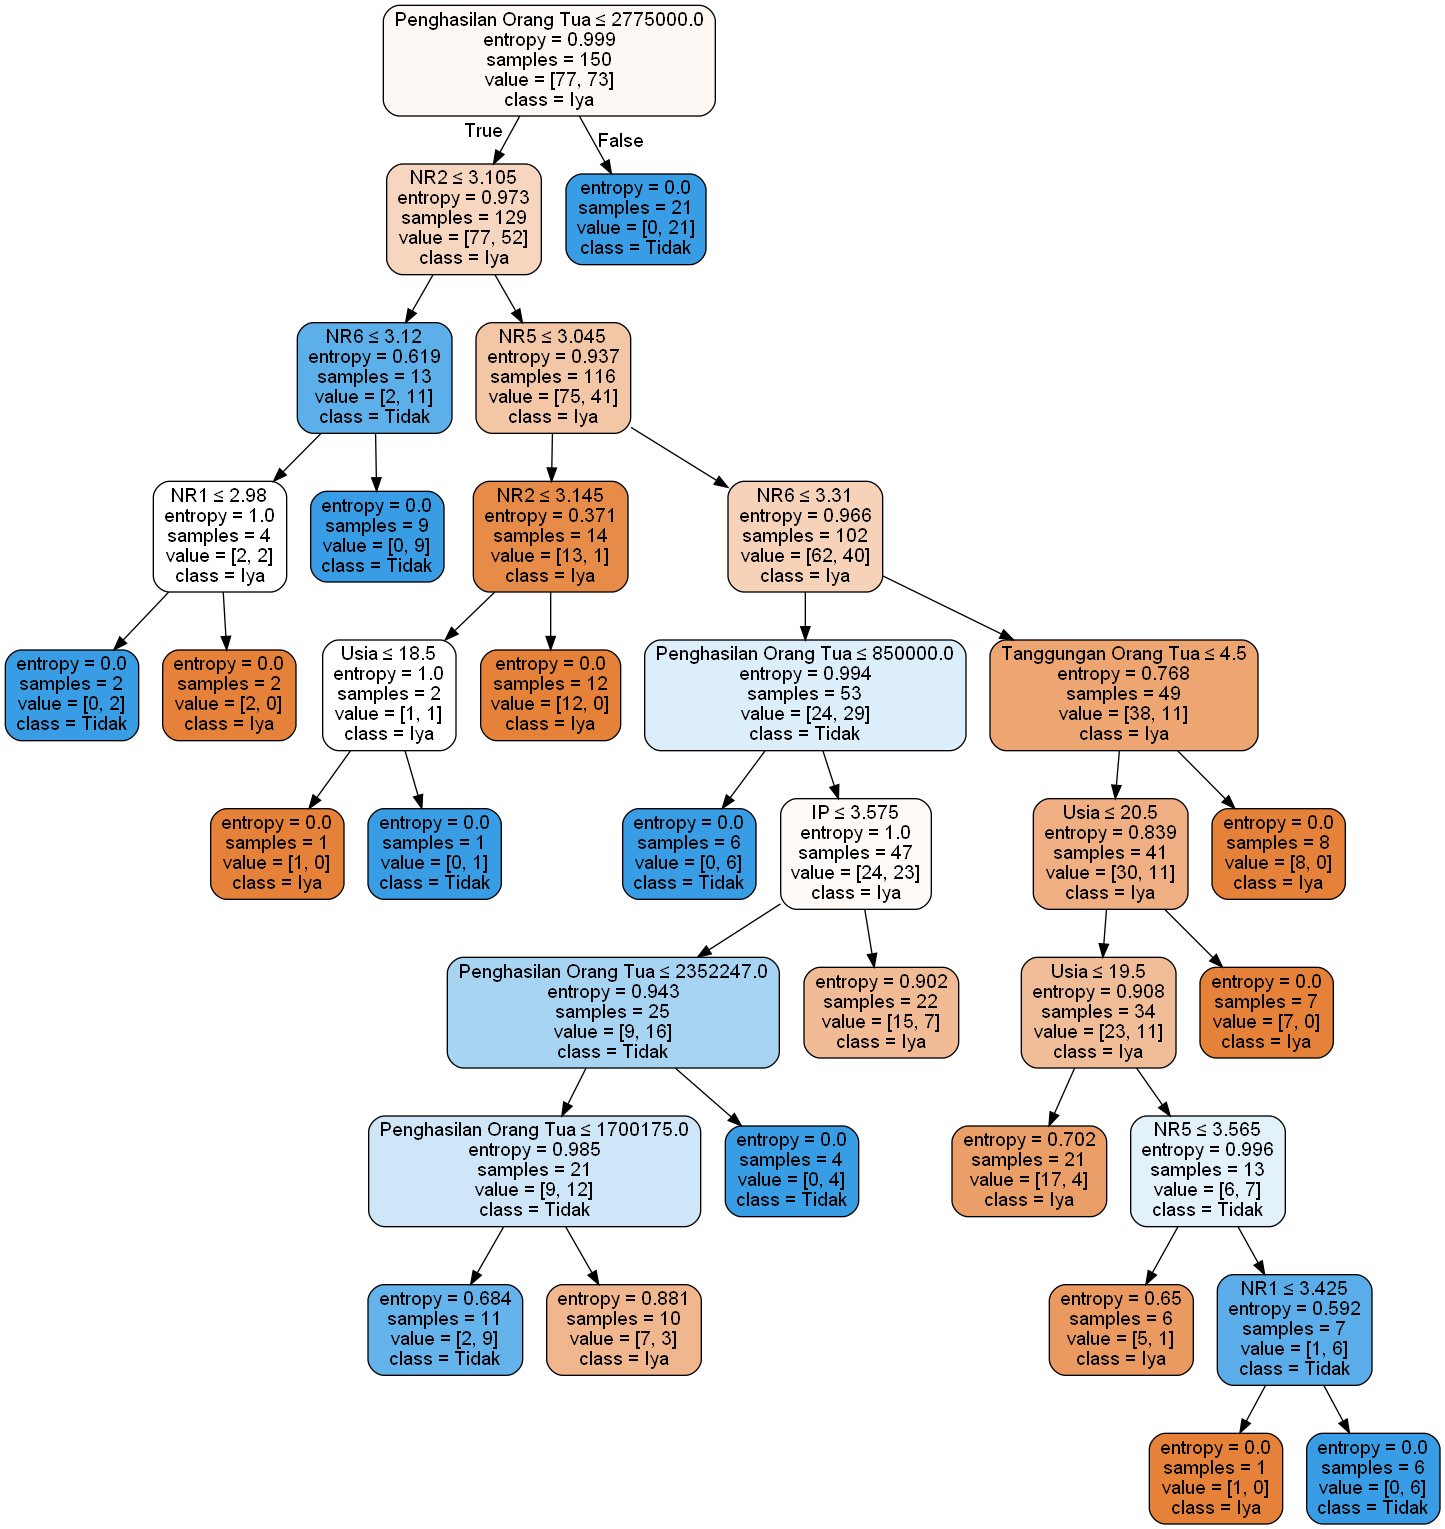 Penghasilan Orang Tua ≤ 2775000.0
entropy = 0.999
samples = 150
value = [77, 73]
class = Iya
True
False
NR2 ≤ 3.105
entropy = 0.973
samples = 129
value = [77, 52]
class = Iya
entropy = 0.0
samples = 21
value = [0, 21]
class = Tidak
NR6 ≤ 3.12
entropy = 0.619
samples = 13
value = [2, 11]
class = Tidak
NR5 ≤ 3.045
entropy = 0.937
samples = 116
value = [75, 41]
class = Iya
NR1 ≤ 2.98
entropy = 1.0
samples = 4
value = [2, 2]
class = Iya
entropy = 0.0
samples = 9
value = [0, 9]
class = Tidak
NR2 ≤ 3.145
entropy = 0.371
samples = 14
value = [13, 1]
class = Iya
NR6 ≤ 3.31
entropy = 0.966
samples = 102
value = [62, 40]
class = Iya
entropy = 0.0
samples = 2
value = [0, 2]
class = Tidak
entropy = 0.0
samples = 2
value = [2, 0]
class = Iya
Usia ≤ 18.5
entropy = 1.0
samples = 2
value = [1, 1]
class = Iya
entropy = 0.0
samples = 12
value = [12, 0]
class = Iya
Penghasilan Orang Tua ≤ 850000.0
entropy = 0.994
samples = 53
value = [24, 29]
class = Tidak
Tanggungan Orang Tua ≤ 4.5
entropy = 0.768
samples = 49
value = [38, 11]
class = Iya
entropy = 0.0
samples = 1
value = [1, 0]
class = Iya
entropy = 0.0
samples = 1
value = [0, 1]
class = Tidak
entropy = 0.0
samples = 6
value = [0, 6]
class = Tidak
IP ≤ 3.575
entropy = 1.0
samples = 47
value = [24, 23]
class = Iya
Usia ≤ 20.5
entropy = 0.839
samples = 41
value = [30, 11]
class = Iya
entropy = 0.0
samples = 8
value = [8, 0]
class = Iya
Penghasilan Orang Tua ≤ 2352247.0
entropy = 0.943
samples = 25
value = [9, 16]
class = Tidak
entropy = 0.902
samples = 22
value = [15, 7]
class = Iya
Usia ≤ 19.5
entropy = 0.908
samples = 34
value = [23, 11]
class = Iya
entropy = 0.0
samples = 7
value = [7, 0]
class = Iya
Penghasilan Orang Tua ≤ 1700175.0
entropy = 0.985
samples = 21
value = [9, 12]
class = Tidak
entropy = 0.0
samples = 4
value = [0, 4]
class = Tidak
entropy = 0.702
samples = 21
value = [17, 4]
class = Iya
NR5 ≤ 3.565
entropy = 0.996
samples = 13
value = [6, 7]
class = Tidak
entropy = 0.684
samples = 11
value = [2, 9]
class = Tidak
entropy = 0.881
samples = 10
value = [7, 3]
class = Iya
entropy = 0.65
samples = 6
value = [5, 1]
class = Iya
NR1 ≤ 3.425
entropy = 0.592
samples = 7
value = [1, 6]
class = Tidak
entropy = 0.0
samples = 1
value = [1, 0]
class = Iya
entropy = 0.0
samples = 6
value = [0, 6]
class = Tidak